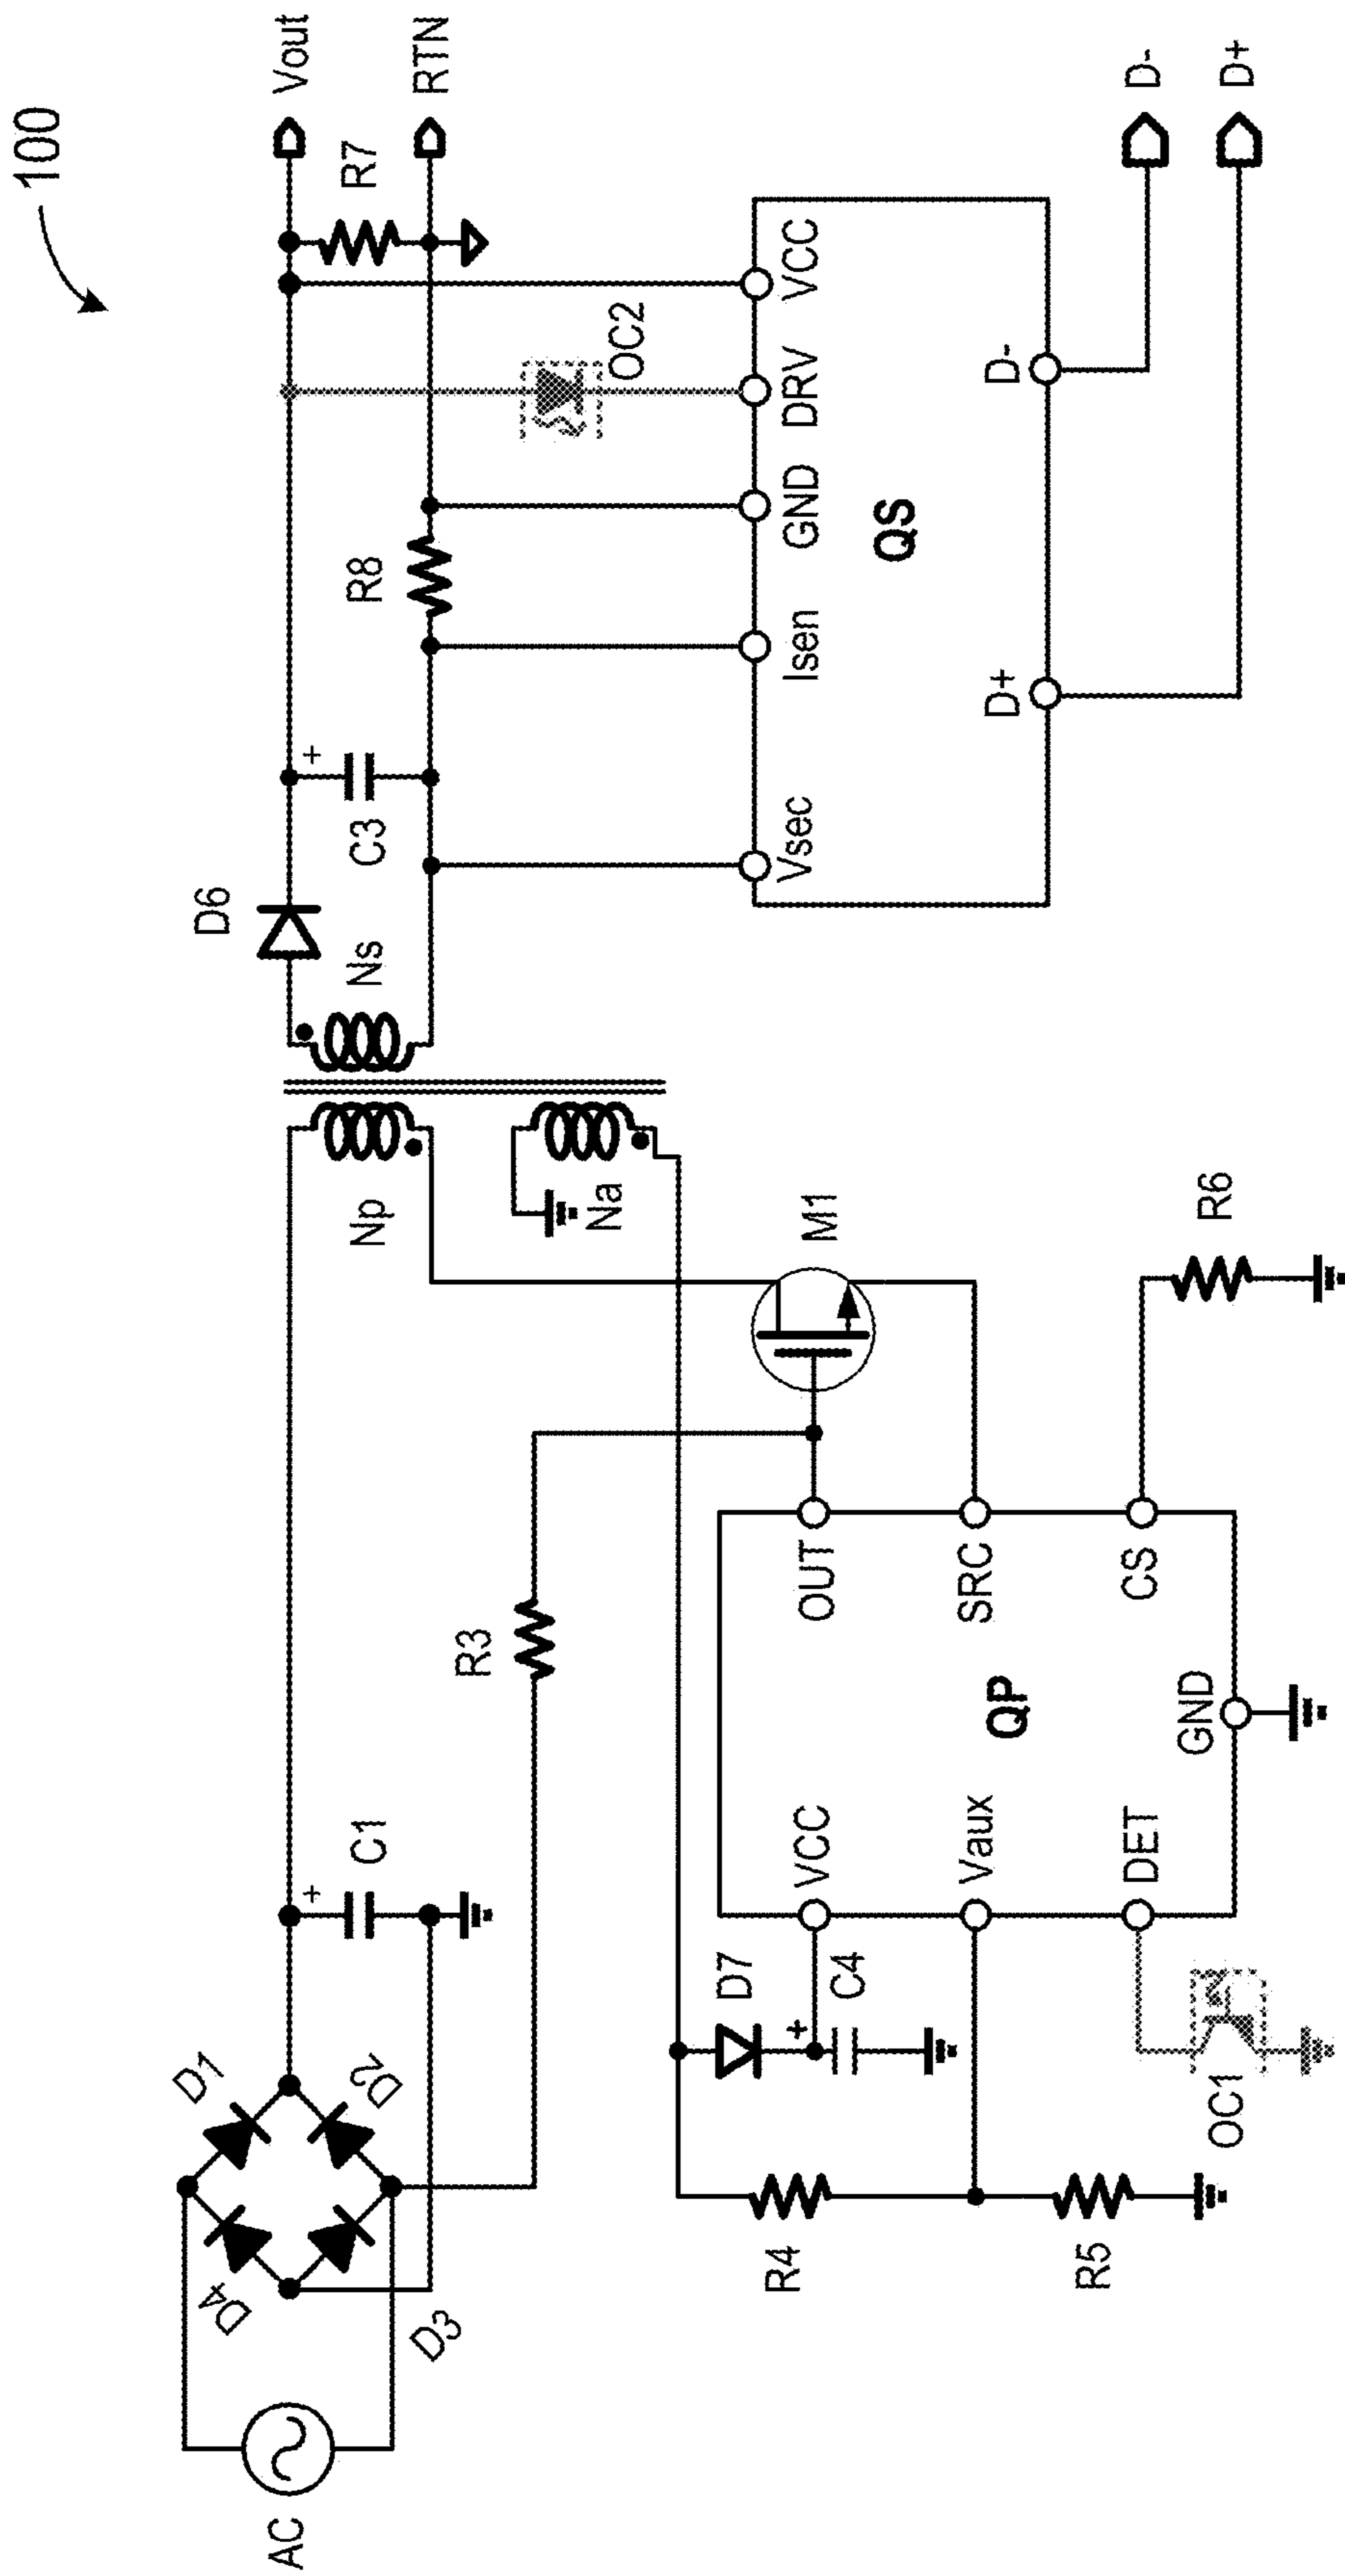 100
Vout
RTN
R7
D6
Ns
C3
+
R8
OC2
Vsec
Isen
GND
DRV
VCC
QS
D+
D-
D-
D+
Np
Na
M1
R6
R3
OUT
SRC
CS
QP
GND
VCC
Vaux
DET
D7
+
C4
OC1
R4
R5
C1
+
D1
D2
D4
D3
AC